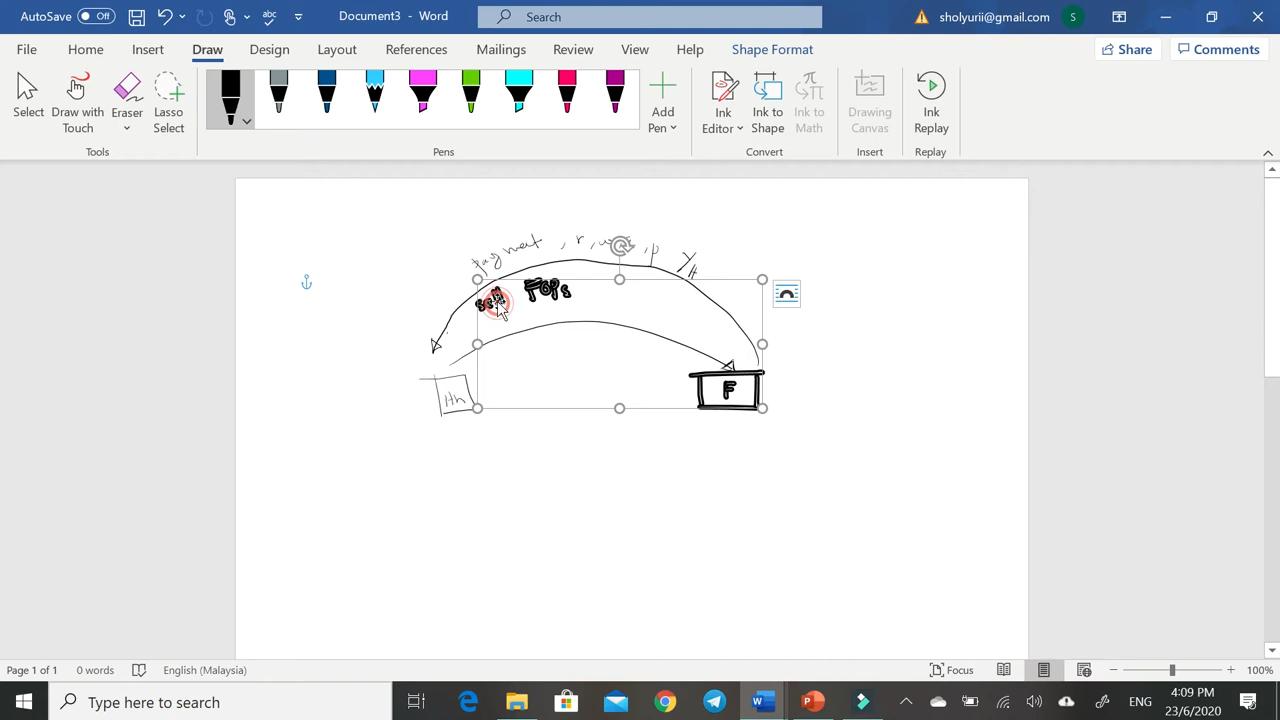 AutoSave Off Document3 - Word Search sholyurii@gmail.com S
File Home Insert Draw Design Layout References Mailings Review View Help Shape Format Share Comments
Select Draw with Touch Eraser Lasso Select Add Pen Ink Editor Ink to Shape Ink to Math Drawing Canvas Ink Replay
Tools Pens Convert Insert Replay
, r, , p Y
H
sell FOPs
Hh F
Page 1 of 1 0 words English (Malaysia) Focus 100%
Type here to search ENG 4:09 PM
23/6/2020